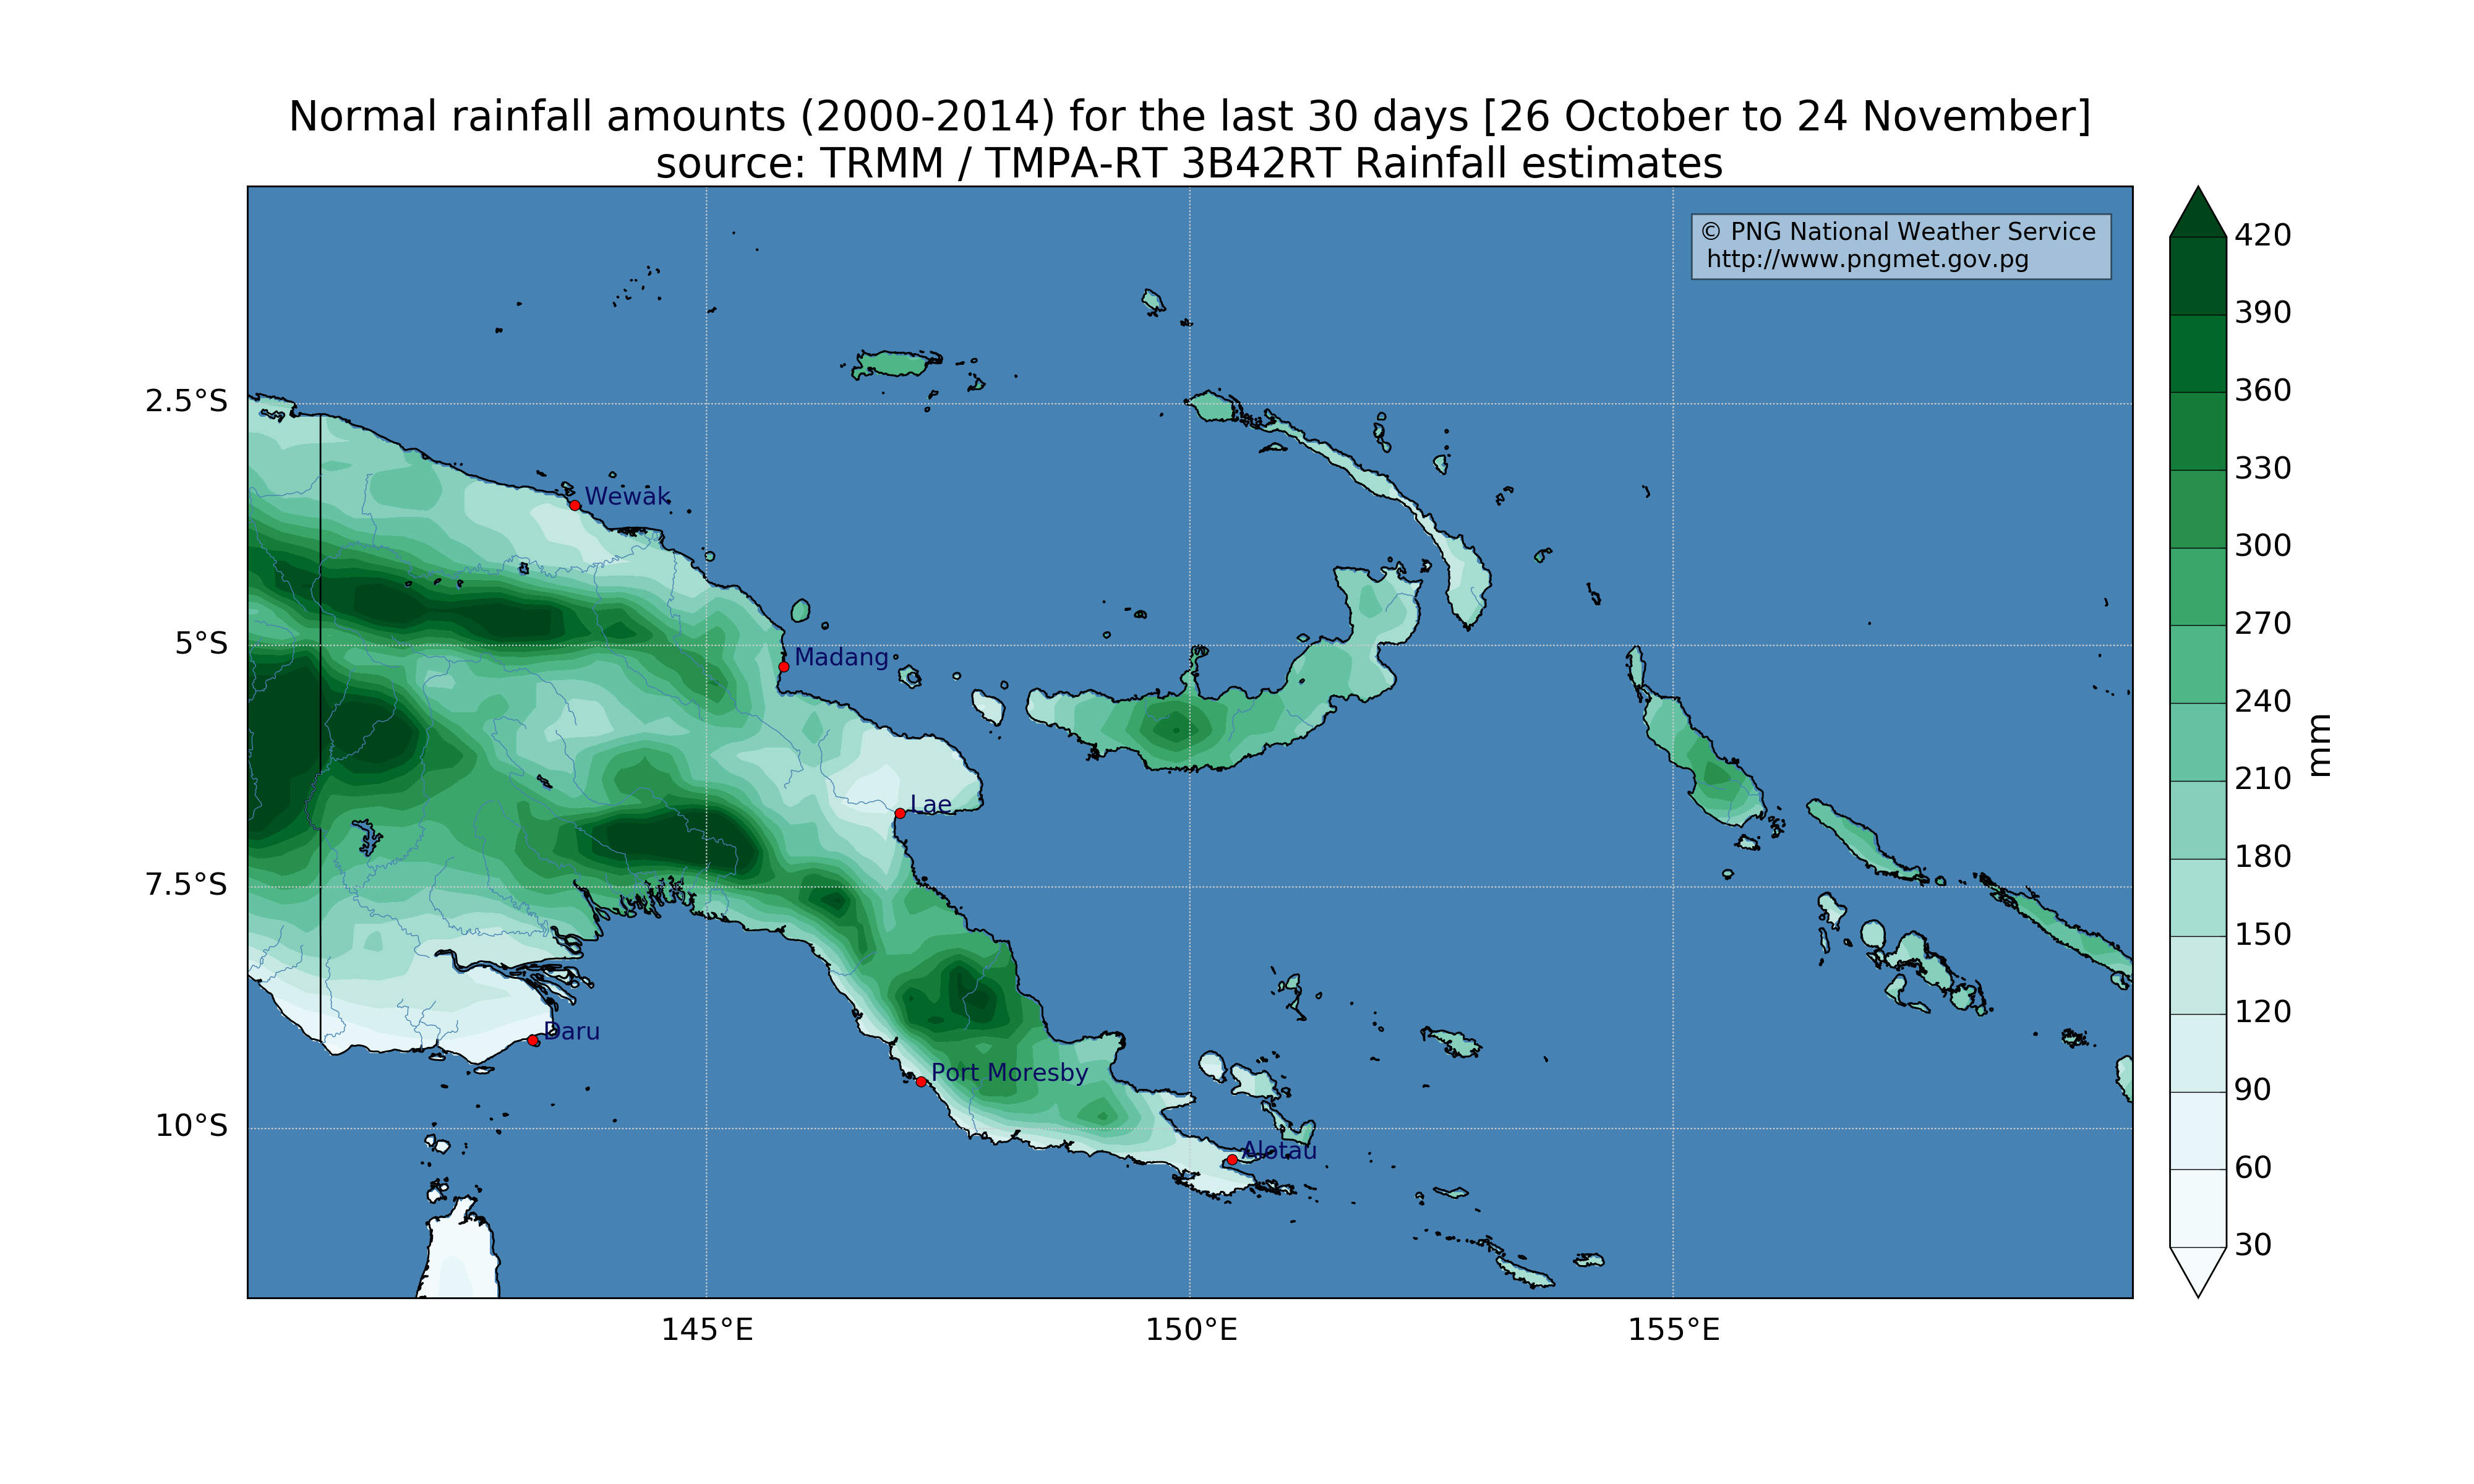 Normal rainfall amounts (2000-2014) for the last 30 days [26 October to 24 November]
source: TRMM / TMPA-RT 3B42RT Rainfall estimates
© PNG National Weather Service
http://www.pngmet.gov.pg
420
390
360
330
300
270
240
210
180
150
120
90
60
30
mm
2.5°S
5°S
7.5°S
10°S
Wewak
Madang
Lae
Daru
Port Moresby
Alotau
145°E
150°E
155°E